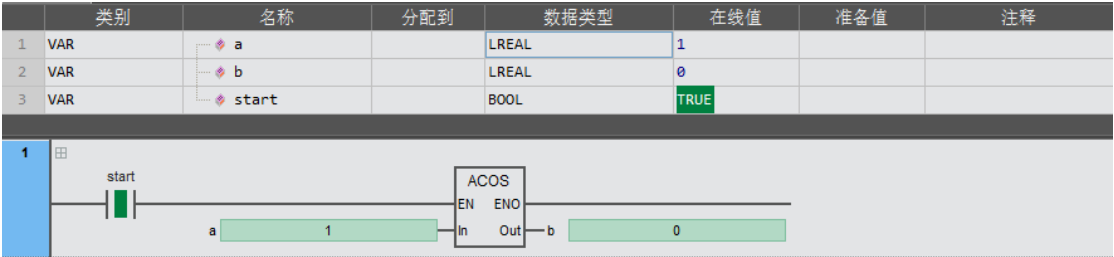 类别 名称 分配到 数据类型 在线值 准备值 注释
1 VAR a LREAL 1
2 VAR b LREAL 0
3 VAR start BOOL TRUE
1
start
ACOS
EN ENO
a 1 In Out b 0